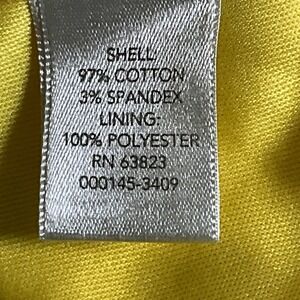 SHELL:
97% COTTON
3% SPANDEX
LINING:
100% POLYESTER
RN 63823
000145-3409